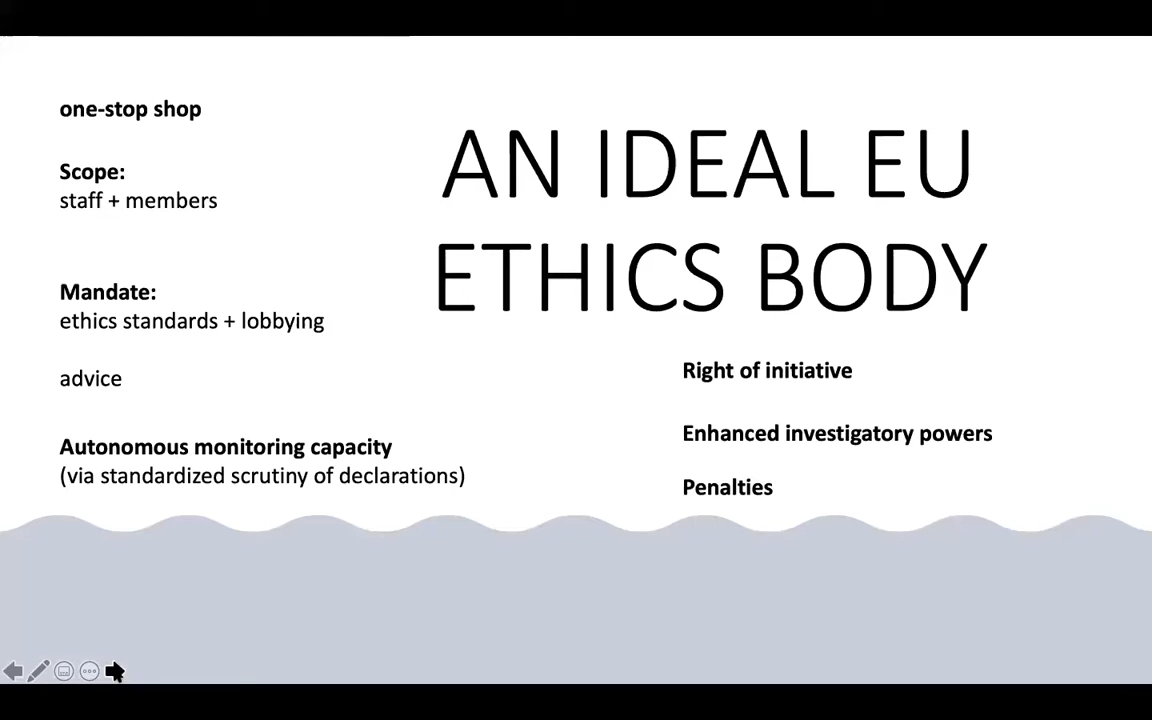 one-stop shop
Scope:
staff + members
Mandate:
ethics standards + lobbying
advice
Autonomous monitoring capacity
(via standardized scrutiny of declarations)
AN IDEAL EU
ETHICS BODY
Right of initiative
Enhanced investigatory powers
Penalties